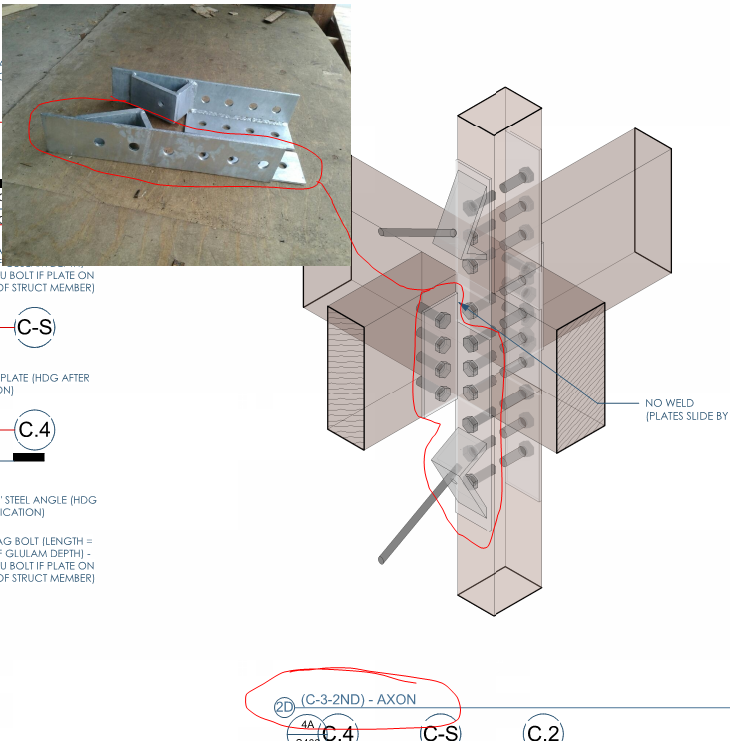 U BOLT IF PLATE ON
OF STRUCT MEMBER)
C-S
PLATE (HDG AFTER
C.4
STEEL ANGLE (HDG
AG BOLT (LENGTH =
F GLULAM DEPTH) -
U BOLT IF PLATE ON
OF STRUCT MEMBER)
NO WELD
(PLATES SLIDE BY
2D (C-3-2ND) - AXON
4A
C.4 C-S C.2